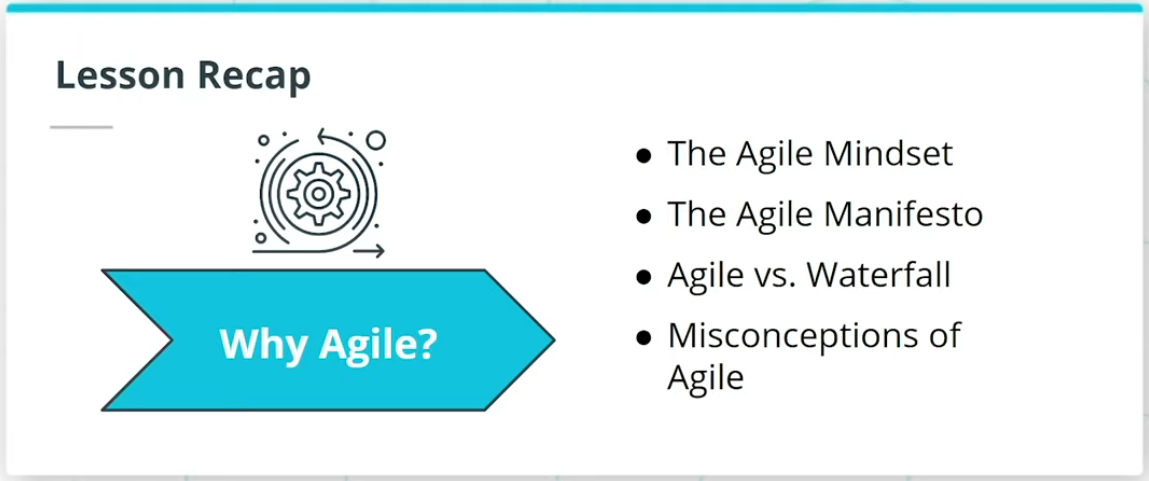 Lesson Recap
Why Agile?
● The Agile Mindset
● The Agile Manifesto
● Agile vs. Waterfall
● Misconceptions of
Agile